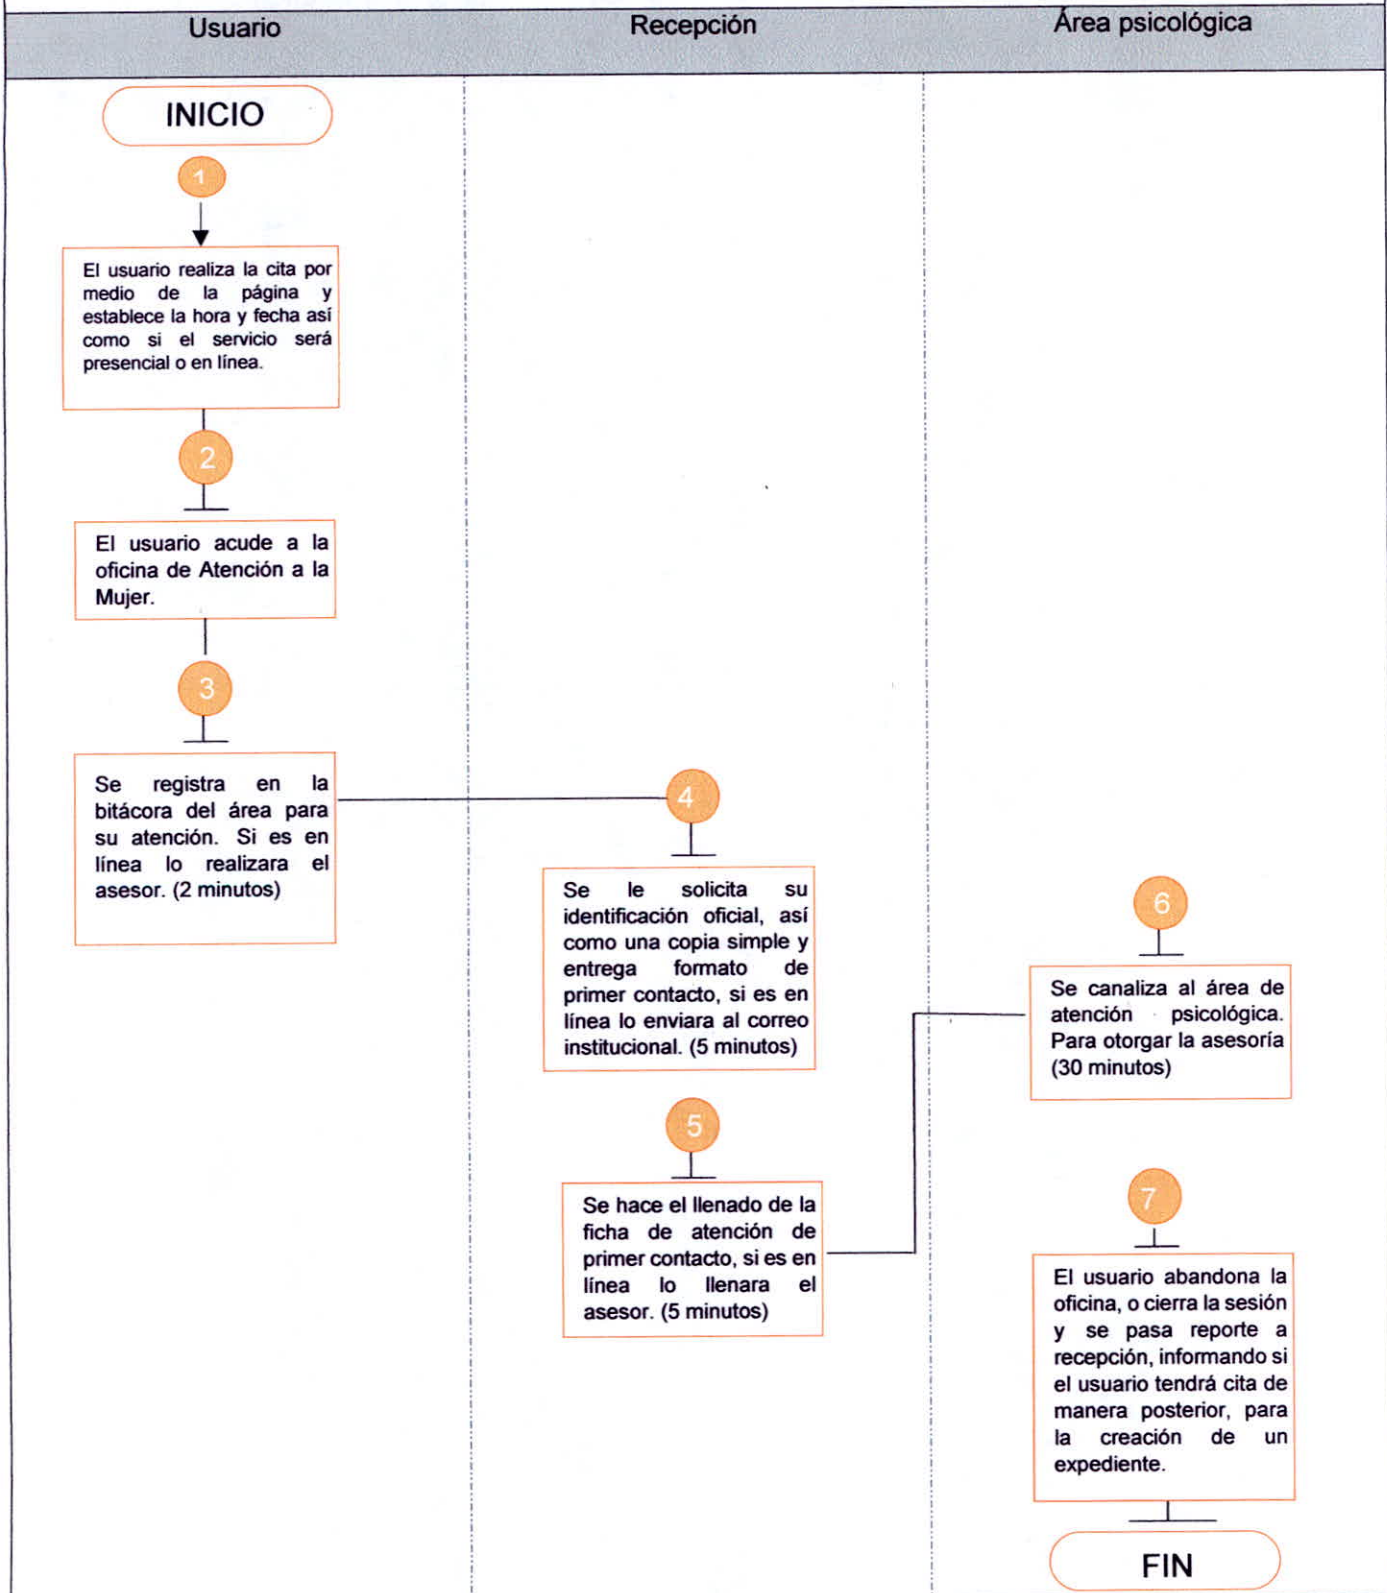 Usuario
Recepción
Área psicológica
INICIO
1
El usuario realiza la cita por
medio de la página y
establece la hora y fecha así
como si el servicio será
presencial o en línea.
2
El usuario acude a la
oficina de Atención a la
Mujer.
3
Se registra en la
bitácora del área para
su atención. Si es en
línea lo realizara el
asesor. (2 minutos)
4
Se le solicita su
identificación oficial, así
como una copia simple y
entrega formato de
primer contacto, si es en
línea lo enviara al correo
institucional. (5 minutos)
5
Se hace el llenado de la
ficha de atención de
primer contacto, si es en
línea lo llenara el
asesor. (5 minutos)
6
Se canaliza al área de
atención psicológica.
Para otorgar la asesoría
(30 minutos)
7
El usuario abandona la
oficina, o cierra la sesión
y se pasa reporte a
recepción, informando si
el usuario tendrá cita de
manera posterior, para
la creación de un
expediente.
FIN